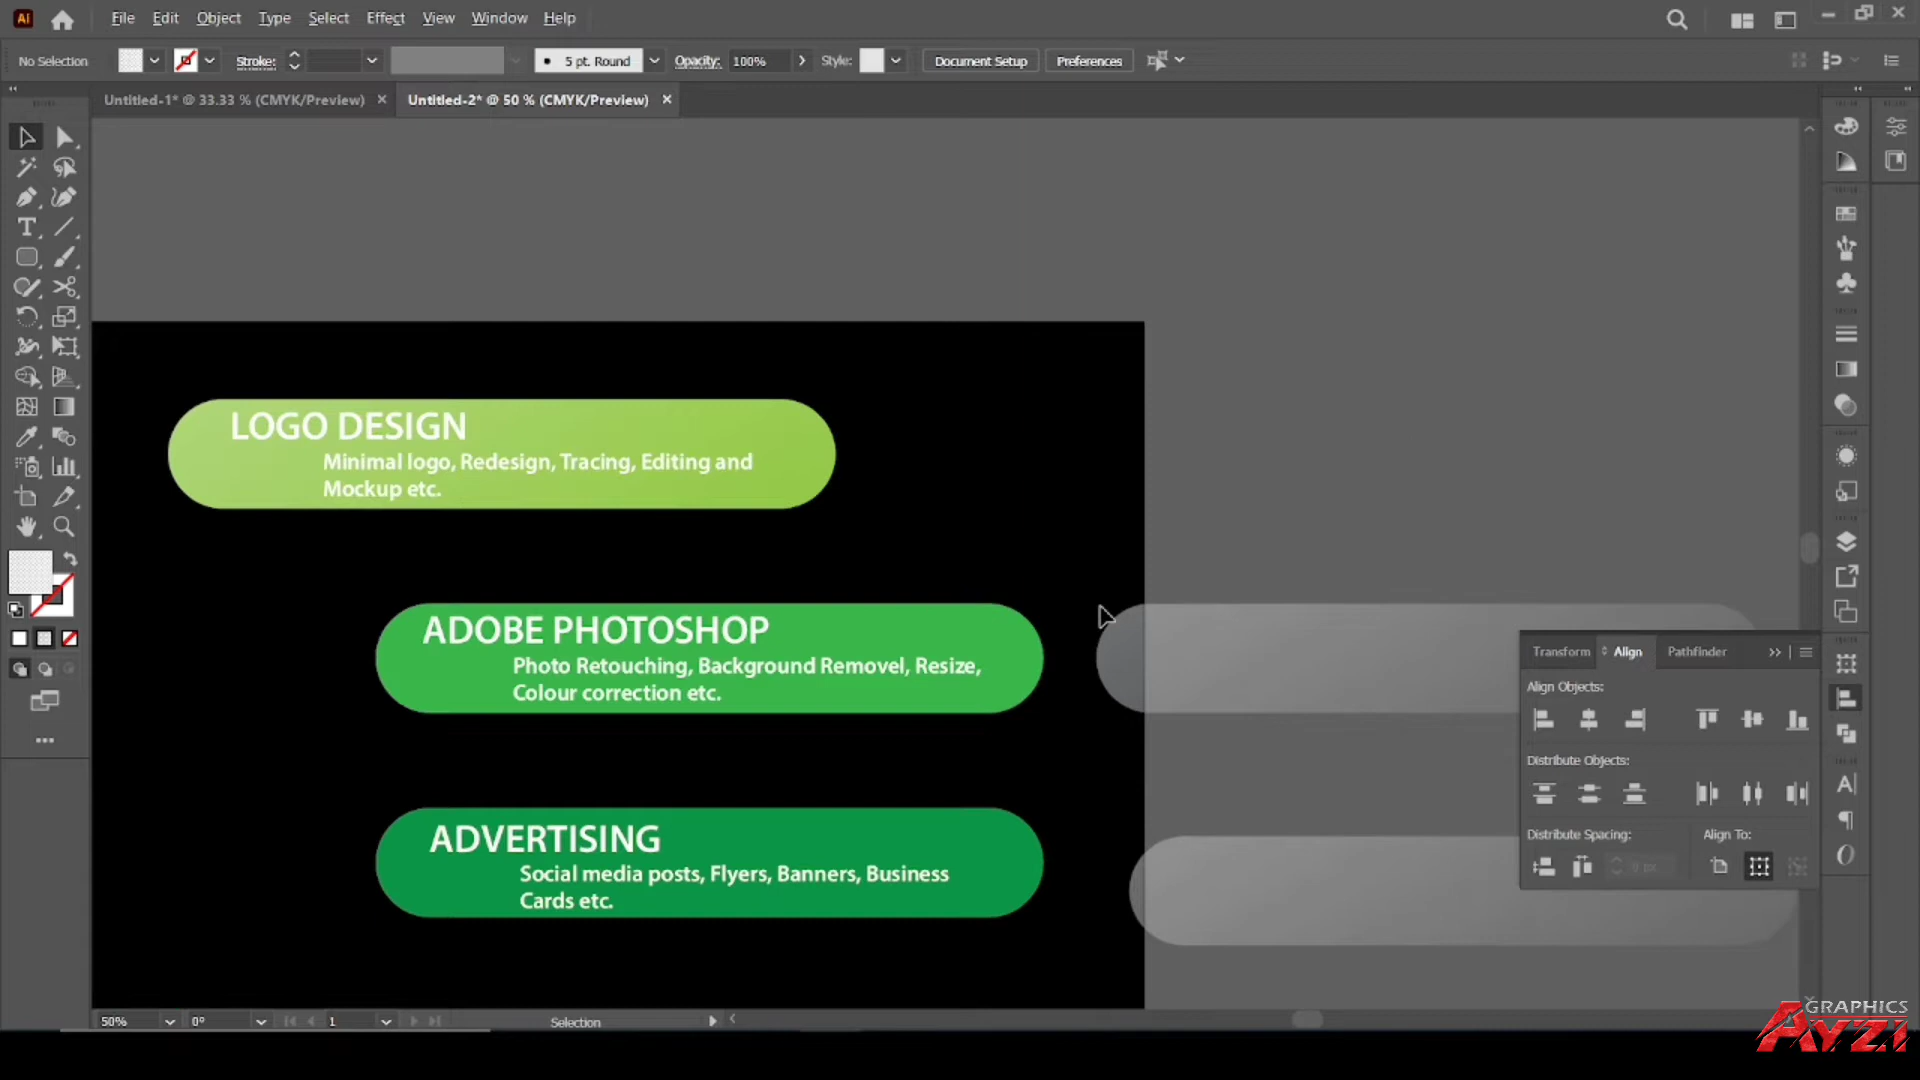 Ai File Edit Object Type Select Effect View Window Help
No Selection Stroke: 5 pt. Round Opacity: 100% Style: Document Setup Preferences
Untitled-1* @ 33.33 % (CMYK/Preview) Untitled-2* @ 50 % (CMYK/Preview)
LOGO DESIGN
Minimal logo, Redesign, Tracing, Editing and
Mockup etc.
ADOBE PHOTOSHOP
Photo Retouching, Background Removel, Resize,
Colour correction etc.
Transform Align Pathfinder
Align Objects:
Distribute Objects:
Distribute Spacing: Align To:
0 px
ADVERTISING
Social media posts, Flyers, Banners, Business
Cards etc.
50% 0° 1 Selection
GRAPHICS
AYZI